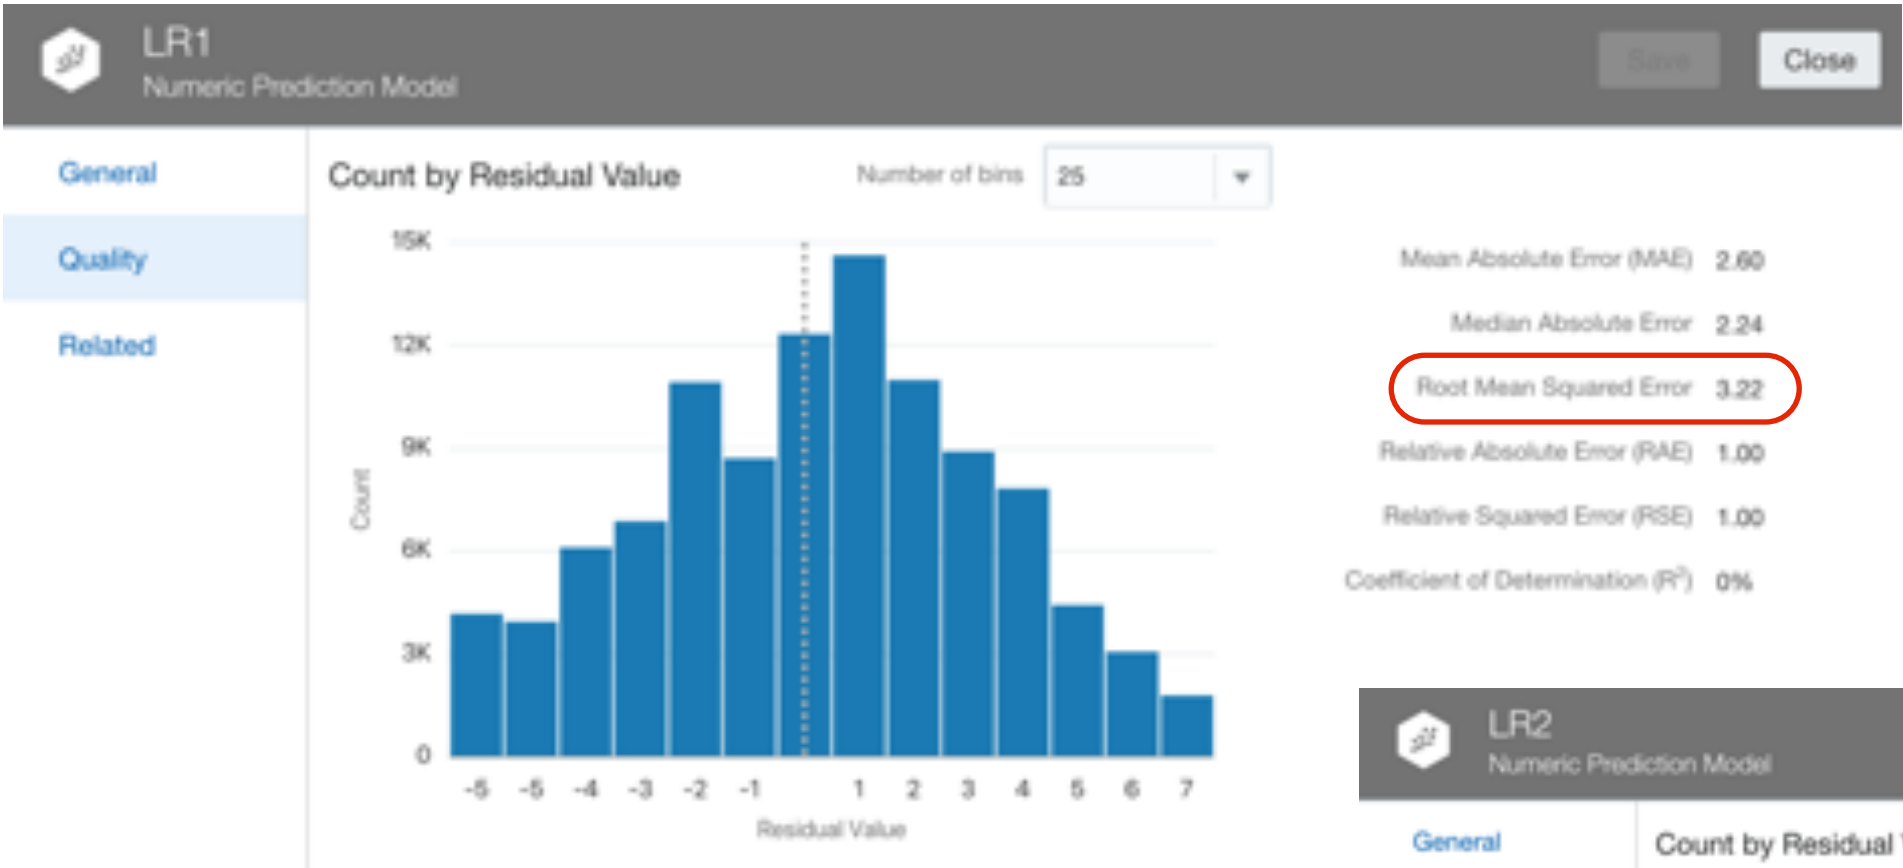 LR1
Numeric Prediction Model
Save
Close
General
Quality
Related
Count by Residual Value
Number of bins 25
15K
12K
9K
6K
3K
0
Count
-5 -5 -4 -3 -2 -1 1 2 3 4 5 6 7
Residual Value
Mean Absolute Error (MAE) 2.60
Median Absolute Error 2.24
Root Mean Squared Error 3.22
Relative Absolute Error (RAE) 1.00
Relative Squared Error (RSE) 1.00
Coefficient of Determination (R²) 0%
LR2
Numeric Prediction Model
General
Count by Residual